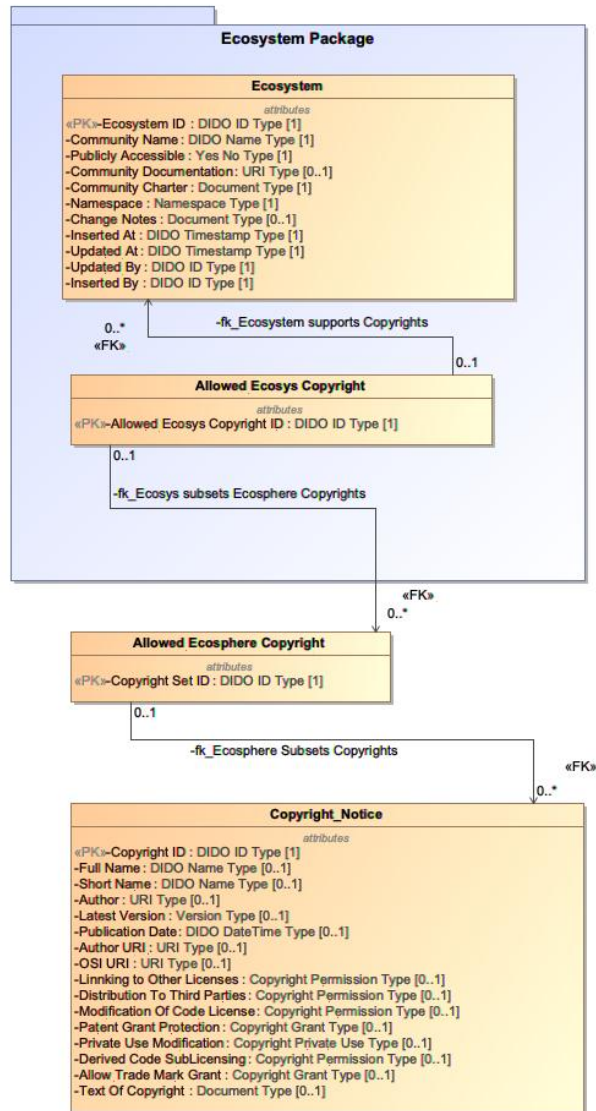 Ecosystem Package
Ecosystem
attributes
«PK»-Ecosystem ID : DIDO ID Type [1]
-Community Name : DIDO Name Type [1]
-Publicly Accessible : Yes No Type [1]
-Community Documentation: URI Type [0..1]
-Community Charter : Document Type [1]
-Namespace : Namespace Type [1]
-Change Notes : Document Type [0..1]
-Inserted At : DIDO Timestamp Type [1]
-Updated At : DIDO Timestamp Type [1]
-Updated By : DIDO ID Type [1]
-Inserted By : DIDO ID Type [1]
0..*
«FK»
-fk_Ecosystem supports Copyrights
0..1
Allowed Ecosys Copyright
attributes
«PK»-Allowed Ecosys Copyright ID : DIDO ID Type [1]
0..1
-fk_Ecosys subsets Ecosphere Copyrights
«FK»
0..*
Allowed Ecosphere Copyright
attributes
«PK»-Copyright Set ID : DIDO ID Type [1]
0..1
-fk_Ecosphere Subsets Copyrights
«FK»
0..*
Copyright_Notice
attributes
«PK»-Copyright ID : DIDO ID Type [1]
-Full Name : DIDO Name Type [0..1]
-Short Name : DIDO Name Type [0..1]
-Author : URI Type [0..1]
-Latest Version : Version Type [0..1]
-Publication Date: DIDO DateTime Type [0..1]
-Author URI : URI Type [0..1]
-OSI URI : URI Type [0..1]
-Linnking to Other Licenses : Copyright Permission Type [0..1]
-Distribution To Third Parties : Copyright Permission Type [0..1]
-Modification Of Code License: Copyright Permission Type [0..1]
-Patent Grant Protection : Copyright Grant Type [0..1]
-Private Use Modification : Copyright Private Use Type [0..1]
-Derived Code SubLicensing : Copyright Permission Type [0..1]
-Allow Trade Mark Grant : Copyright Grant Type [0..1]
-Text Of Copyright : Document Type [0..1]